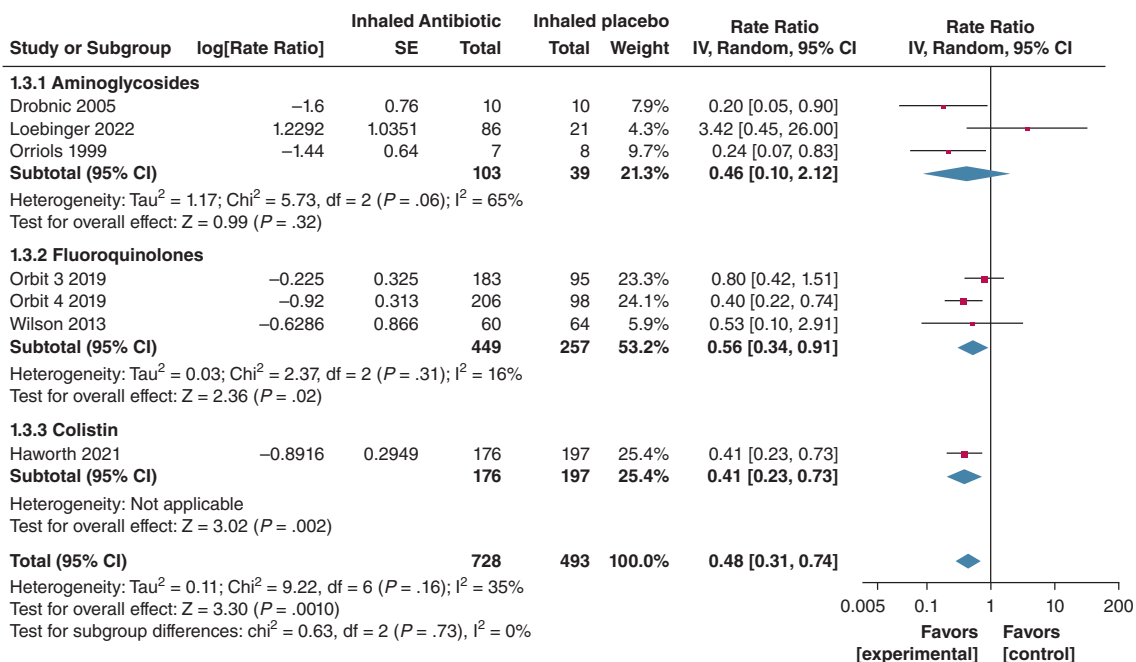 Inhaled Antibiotic Inhaled placebo Rate Ratio Rate Ratio
Study or Subgroup log[Rate Ratio] SE Total Total Weight IV, Random, 95% CI IV, Random, 95% CI
1.3.1 Aminoglycosides
Drobnic 2005 −1.6 0.76 10 10 7.9% 0.20 [0.05, 0.90]
Loebinger 2022 1.2292 1.0351 86 21 4.3% 3.42 [0.45, 26.00]
Orriols 1999 −1.44 0.64 7 8 9.7% 0.24 [0.07, 0.83]
Subtotal (95% CI) 103 39 21.3% 0.46 [0.10, 2.12]
Heterogeneity: Tau² = 1.17; Chi² = 5.73, df = 2 (P = .06); I² = 65%
Test for overall effect: Z = 0.99 (P = .32)
1.3.2 Fluoroquinolones
Orbit 3 2019 −0.225 0.325 183 95 23.3% 0.80 [0.42, 1.51]
Orbit 4 2019 −0.92 0.313 206 98 24.1% 0.40 [0.22, 0.74]
Wilson 2013 −0.6286 0.866 60 64 5.9% 0.53 [0.10, 2.91]
Subtotal (95% CI) 449 257 53.2% 0.56 [0.34, 0.91]
Heterogeneity: Tau² = 0.03; Chi² = 2.37, df = 2 (P = .31); I² = 16%
Test for overall effect: Z = 2.36 (P = .02)
1.3.3 Colistin
Haworth 2021 −0.8916 0.2949 176 197 25.4% 0.41 [0.23, 0.73]
Subtotal (95% CI) 176 197 25.4% 0.41 [0.23, 0.73]
Heterogeneity: Not applicable
Test for overall effect: Z = 3.02 (P = .002)
Total (95% CI) 728 493 100.0% 0.48 [0.31, 0.74]
Heterogeneity: Tau² = 0.11; Chi² = 9.22, df = 6 (P = .16); I² = 35%
Test for overall effect: Z = 3.30 (P = .0010)
Test for subgroup differences: chi² = 0.63, df = 2 (P = .73), I² = 0%
0.005 0.1 1 10 200
Favors Favors
[experimental] [control]